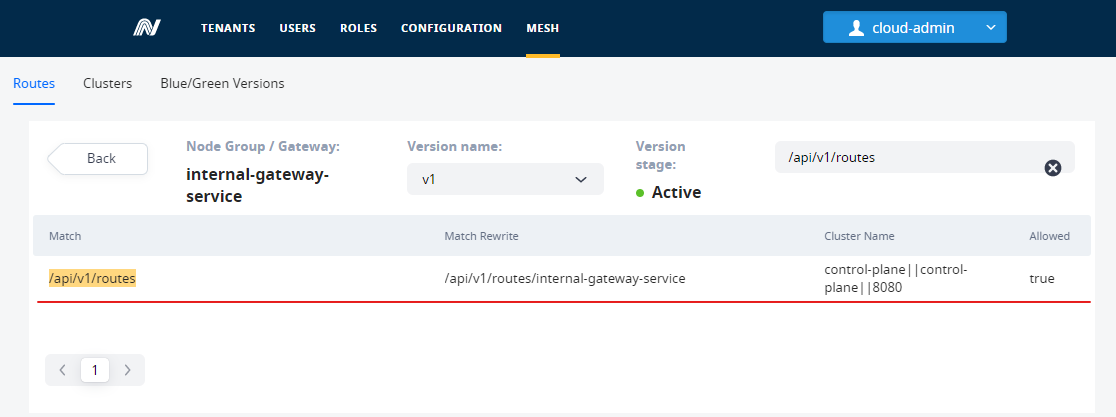 TENANTS USERS ROLES CONFIGURATION MESH cloud-admin
Routes Clusters Blue/Green Versions
Back
Node Group / Gateway:
internal-gateway-
service
Version name:
v1
Version
stage:
Active
/api/v1/routes
Match Match Rewrite Cluster Name Allowed
/api/v1/routes /api/v1/routes/internal-gateway-service control-plane||control-
plane||8080 true
1